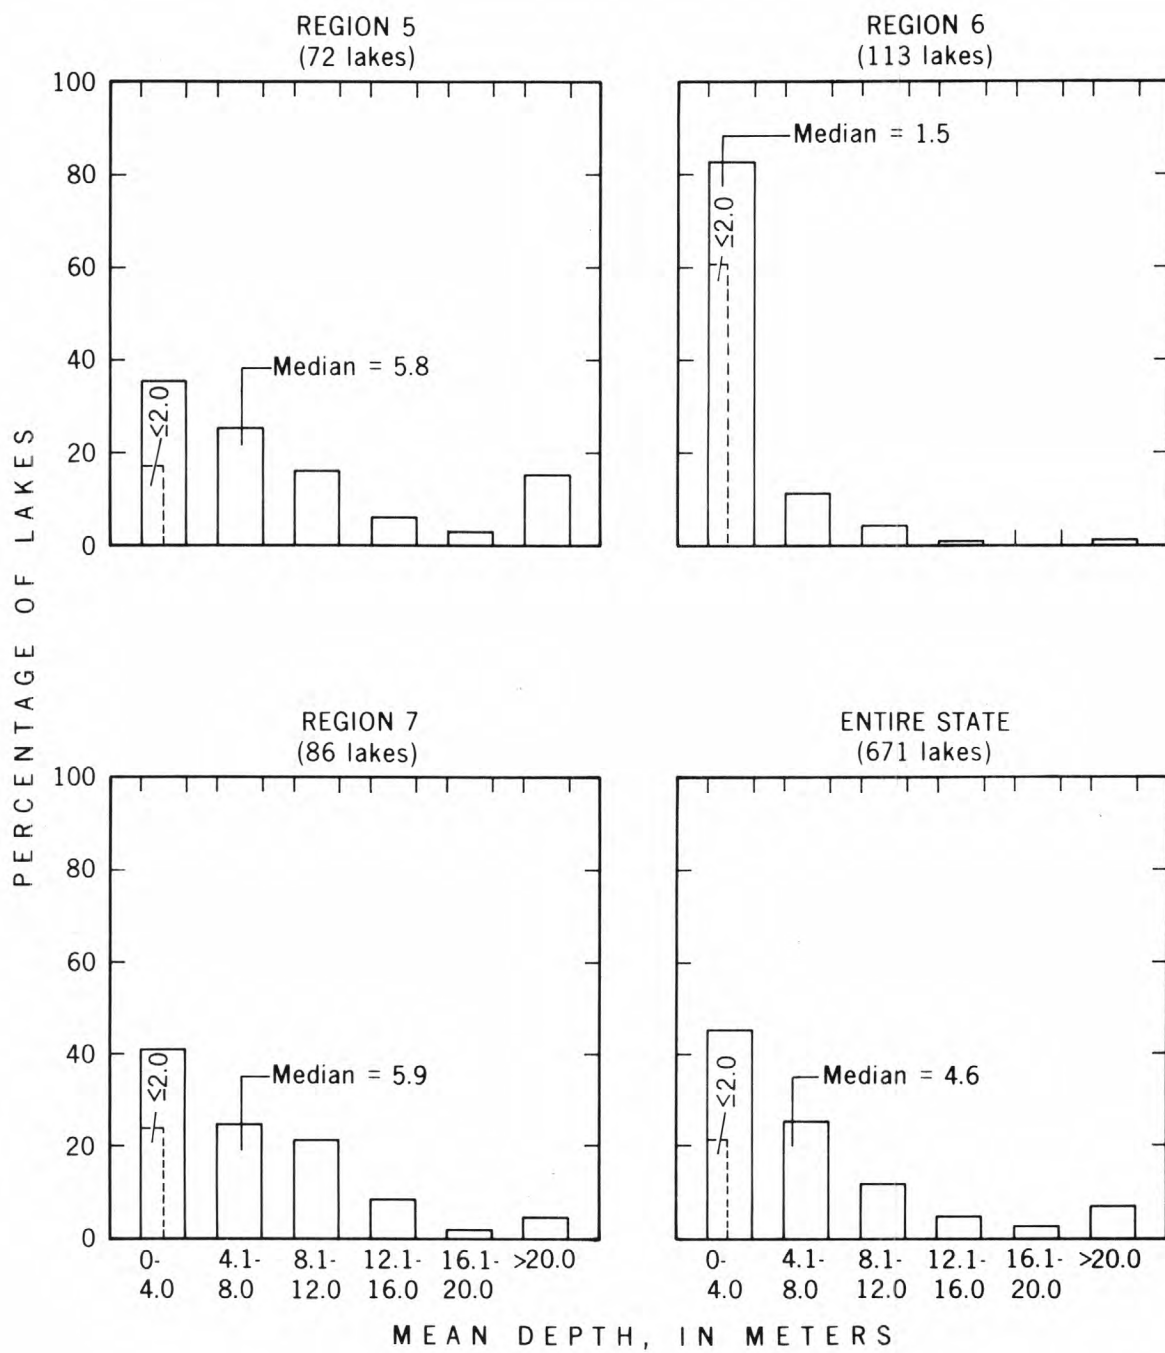 REGION 5
(72 lakes)
100
80
60
40
20
0
≤2.0
Median = 5.8
REGION 6
(113 lakes)
Median = 1.5
≤2.0
PERCENTAGE OF LAKES
REGION 7
(86 lakes)
100
80
60
40
20
0
≤2.0
Median = 5.9
0-
4.0
4.1-
8.0
8.1-
12.0
12.1-
16.0
16.1-
20.0
>20.0
ENTIRE STATE
(671 lakes)
≤2.0
Median = 4.6
0-
4.0
4.1-
8.0
8.1-
12.0
12.1-
16.0
16.1-
20.0
>20.0
MEAN DEPTH, IN METERS